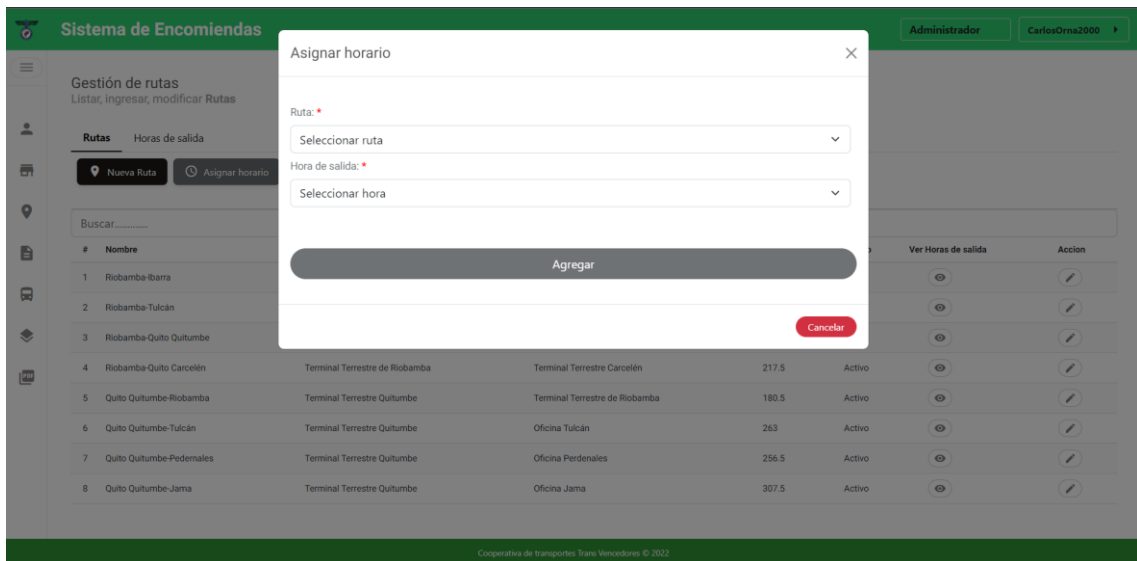 Sistema de Encomiendas
Administrador
CarlosOrna2000
Asignar horario
Gestión de rutas
Listar, ingresar, modificar Rutas
Ruta: *
Rutas Horas de salida
Seleccionar ruta
Nueva Ruta Asignar horario
Hora de salida: *
Seleccionar hora
Buscar............
# Nombre Ver Horas de salida Accion
Agregar
1 Riobamba-Ibarra
2 Riobamba-Tulcán
3 Riobamba-Quito Quitumbe
Cancelar
4 Riobamba-Quito Carcelén Terminal Terrestre de Riobamba Terminal Terrestre Carcelén 217.5 Activo
5 Quito Quitumbe-Riobamba Terminal Terrestre Quitumbe Terminal Terrestre de Riobamba 180.5 Activo
6 Quito Quitumbe-Tulcán Terminal Terrestre Quitumbe Oficina Tulcán 263 Activo
7 Quito Quitumbe-Pedernales Terminal Terrestre Quitumbe Oficina Perdenales 256.5 Activo
8 Quito Quitumbe-Jama Terminal Terrestre Quitumbe Oficina Jama 307.5 Activo
PDF
Cooperativa de transportes Trans Vencedores © 2022